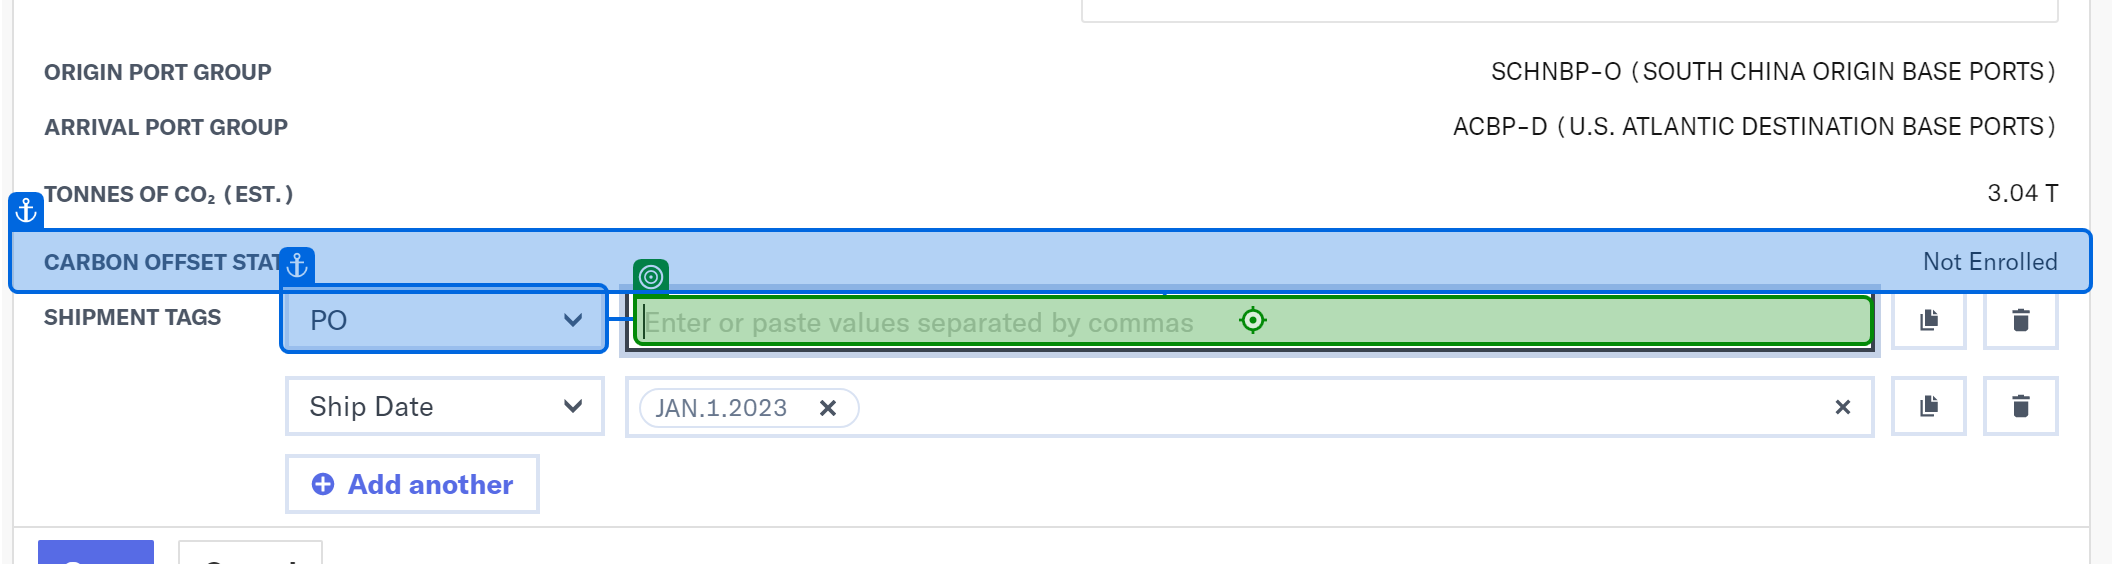 ORIGIN PORT GROUP SCHNBP-O (SOUTH CHINA ORIGIN BASE PORTS)
ARRIVAL PORT GROUP ACBP-D (U.S. ATLANTIC DESTINATION BASE PORTS)
TONNES OF CO₂ (EST.) 3.04 T
CARBON OFFSET STAT Not Enrolled
SHIPMENT TAGS PO Enter or paste values separated by commas
Ship Date JAN.1.2023
Add another